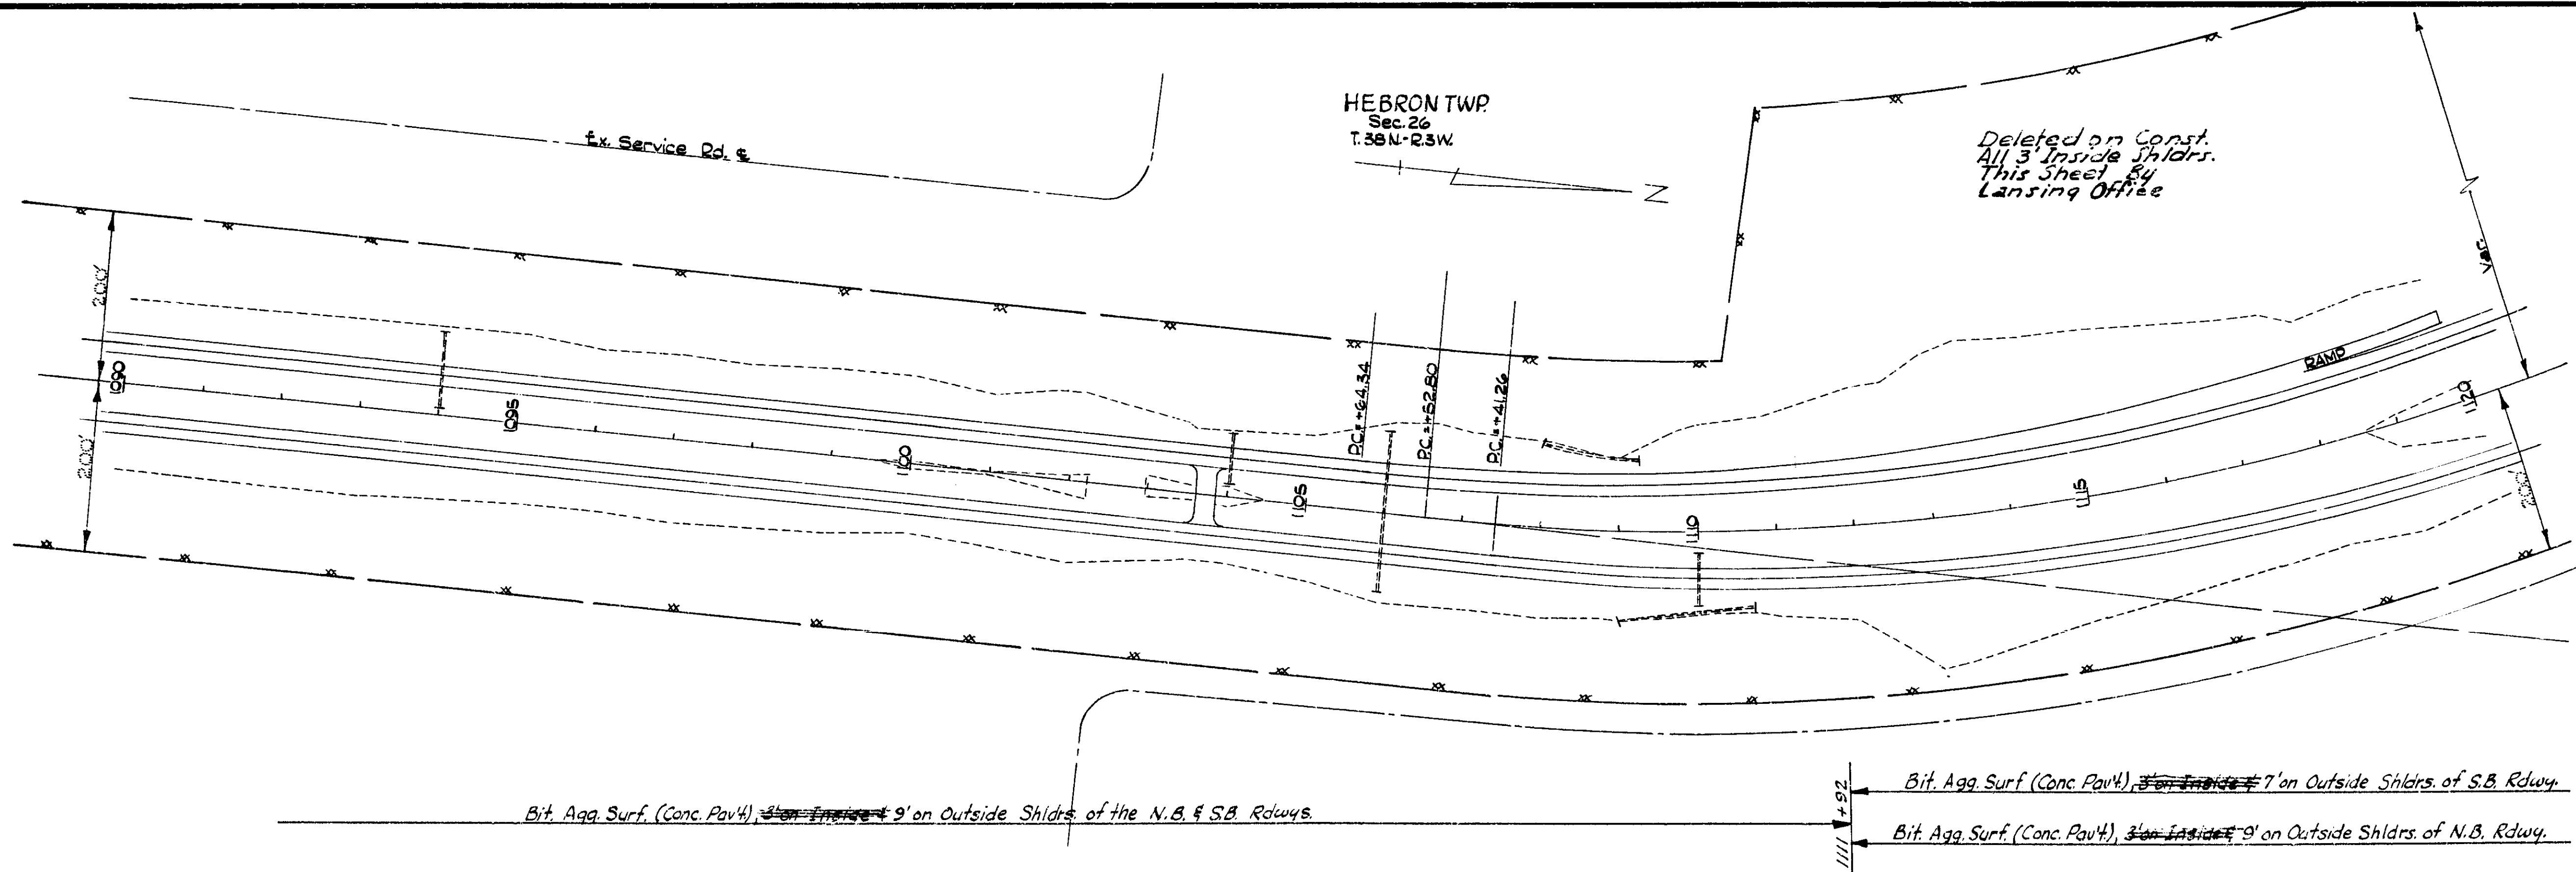 Ex. Service Rd. ℄
HEBRON TWP.
Sec. 26
T. 38 N.-R. 3 W.
N
Deleted on Const.
All 3' Inside Shldrs.
This Sheet By
Lansing Office
200'
200'
1090
1095
1100
1105
P.C. = +64.34
P.C. = +52.80
P.C. = +41.26
1110
1115
1120
RAMP
Var.
200'
Bit. Agg. Surf. (Conc. Pav't), 3' on Inside & 9' on Outside Shldrs. of the N.B. & S.B. Rdwys.
1111 + 92
Bit. Agg. Surf (Conc. Pav't), 3' on Inside & 7' on Outside Shldrs. of S.B. Rdwy.
Bit. Agg. Surf. (Conc. Pav't), 3' on Inside & 9' on Outside Shldrs. of N.B. Rdwy.